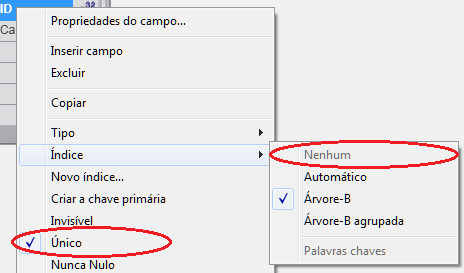 ID
32
Ca
Propriedades do campo...
Inserir campo
Excluir
Copiar
Tipo
Índice
Novo índice...
Criar a chave primária
Invisível
Único
Nunca Nulo
Nenhum
Automático
Árvore-B
Árvore-B agrupada
Palavras chaves